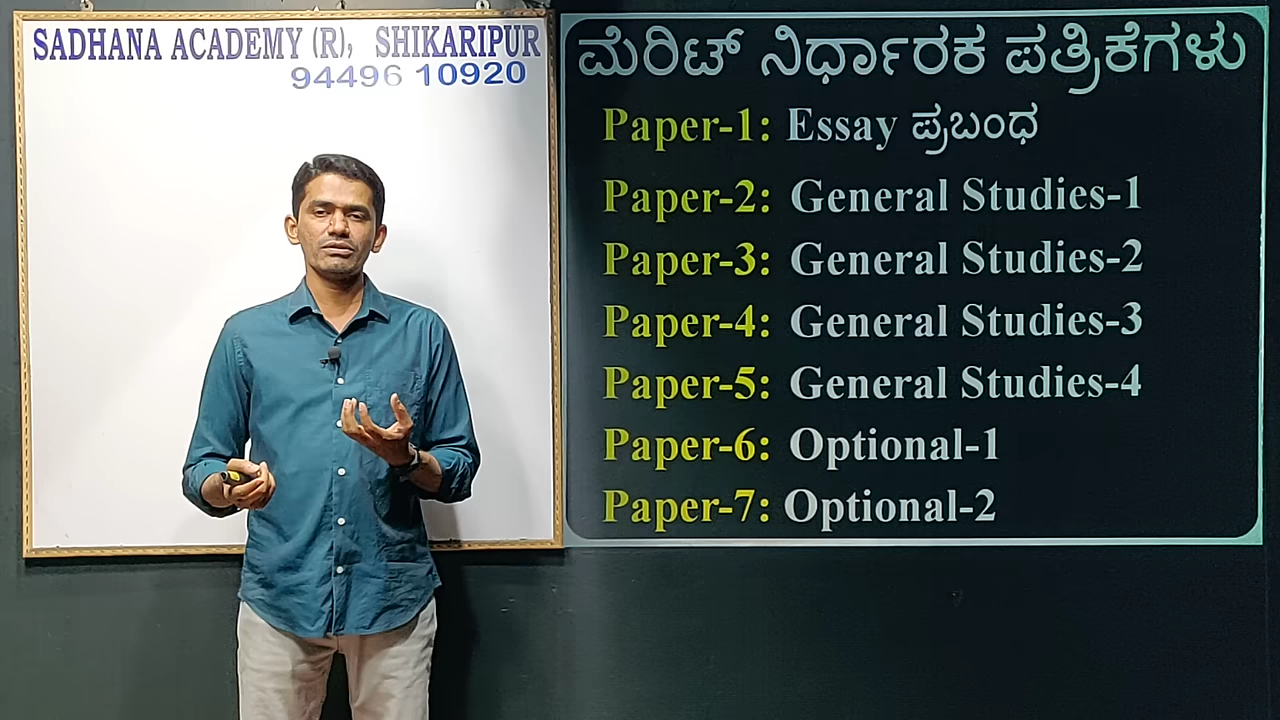 SADHANA ACADEMY (R), SHIKARIPUR
94496 10920
ಮೆರಿಟ್ ನಿರ್ಧಾರಕ ಪತ್ರಿಕೆಗಳು
Paper-1: Essay ಪ್ರಬಂಧ
Paper-2: General Studies-1
Paper-3: General Studies-2
Paper-4: General Studies-3
Paper-5: General Studies-4
Paper-6: Optional-1
Paper-7: Optional-2